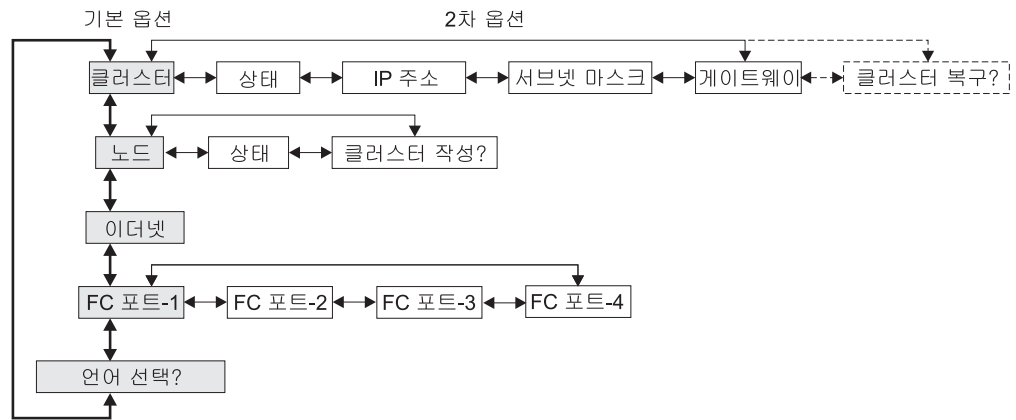 기본 옵션
2차 옵션
클러스터
상태
IP 주소
서브넷 마스크
게이트웨이
클러스터 복구?
노드
상태
클러스터 작성?
이더넷
FC 포트-1
FC 포트-2
FC 포트-3
FC 포트-4
언어 선택?